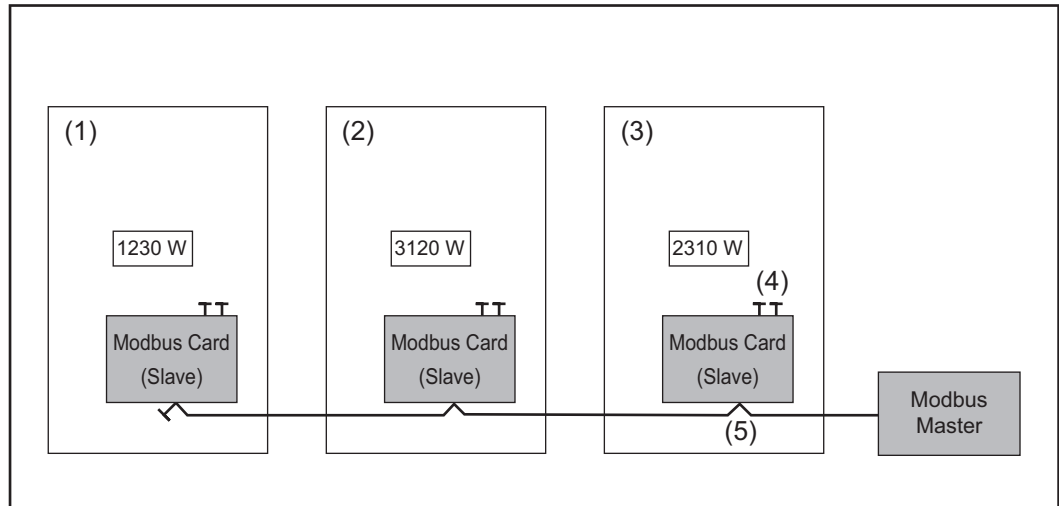 (1)
1230 W
Modbus Card
(Slave)
(2)
3120 W
Modbus Card
(Slave)
(3)
2310 W
(4)
Modbus Card
(Slave)
(5)
Modbus
Master